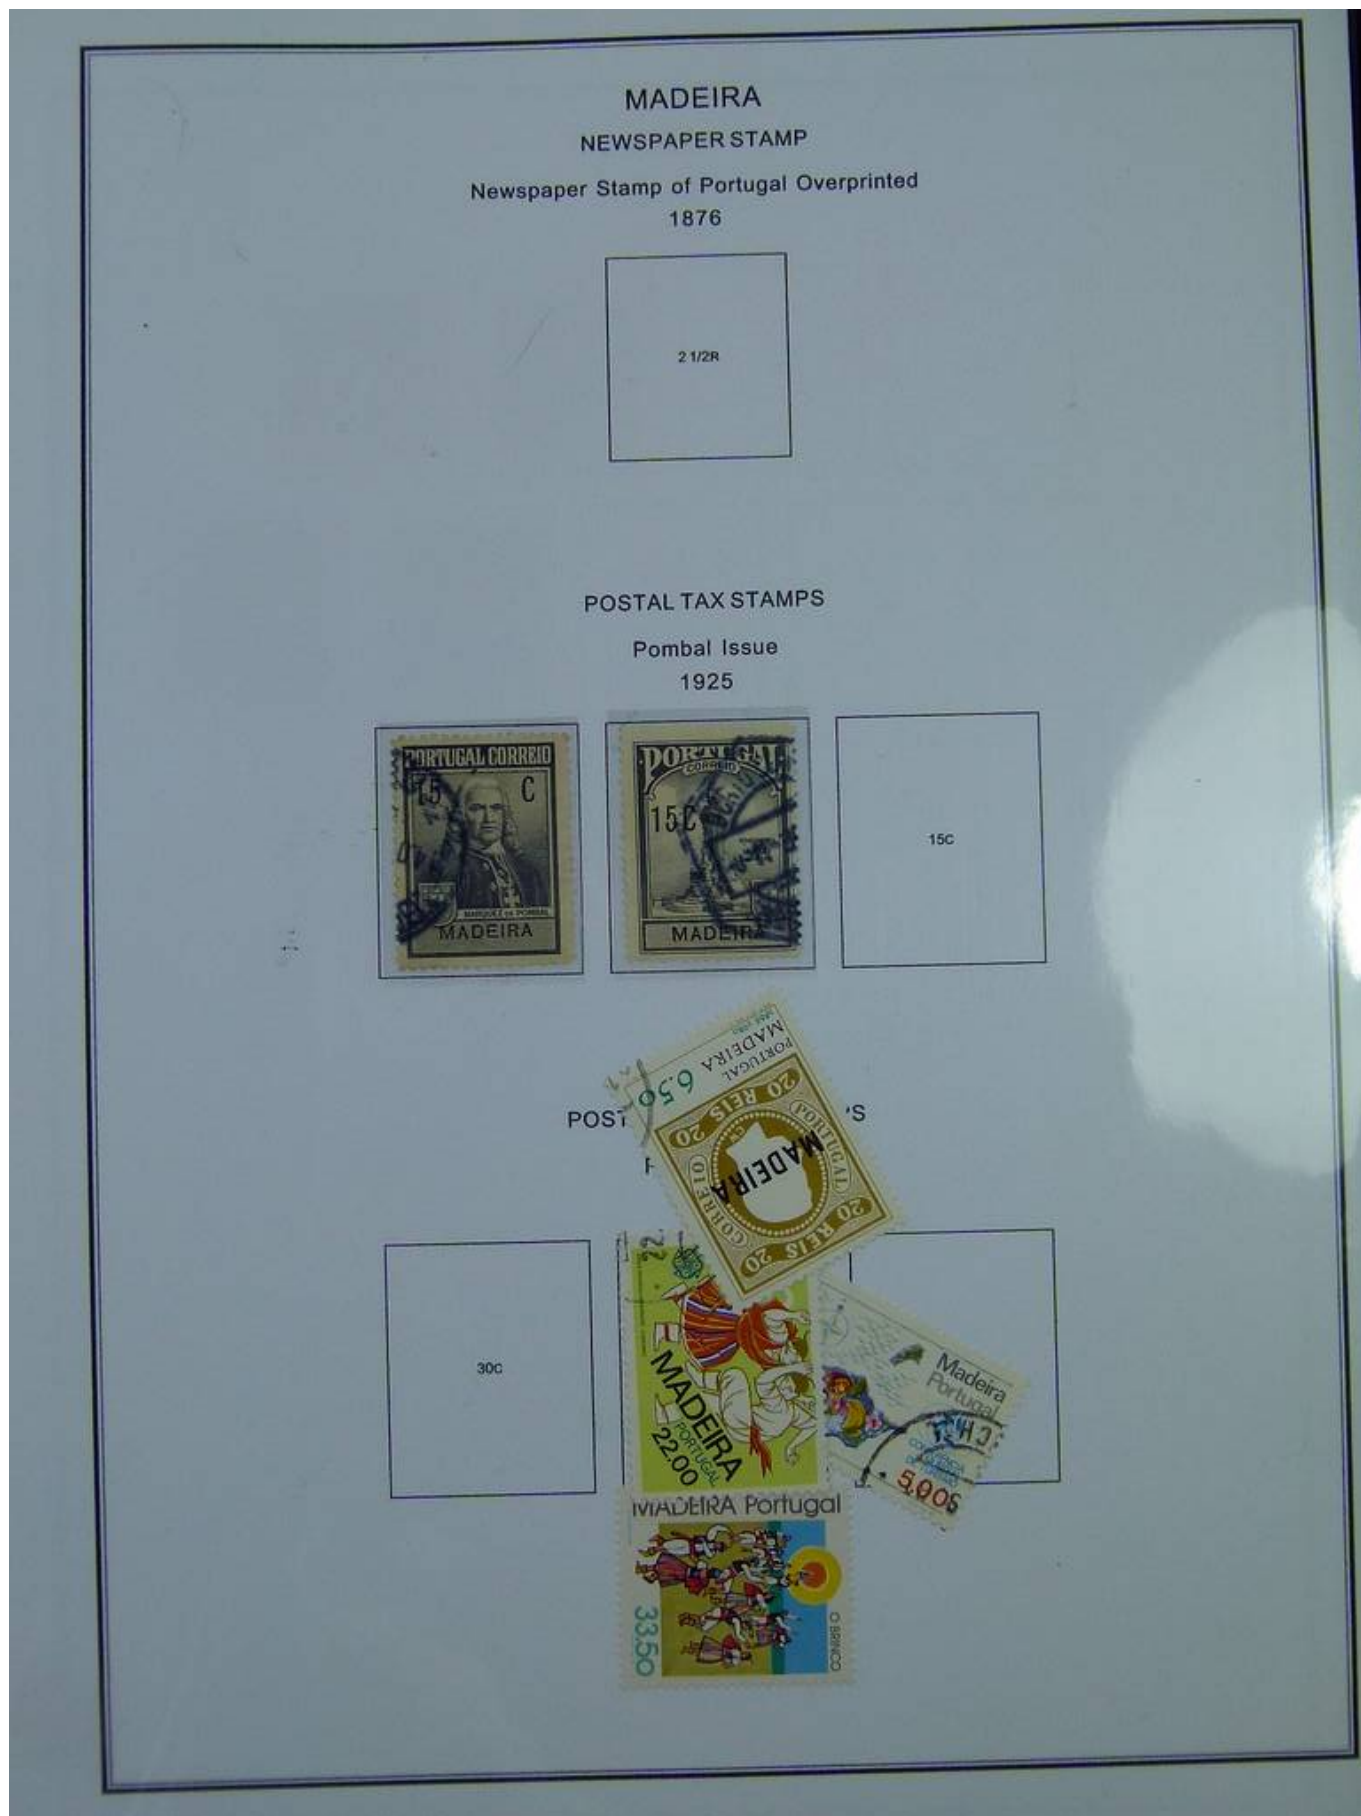 MADEIRA
NEWSPAPER STAMP
Newspaper Stamp of Portugal Overprinted
1876
2 1/2R
POSTAL TAX STAMPS
Pombal Issue
1925
PORTUGAL CORREIO
15 C
MARQUEZ DE POMBAL
MADEIRA
PORTUGAL
CORREIO
15C
MADEIRA
15C
PORTUGAL
MADEIRA
6.50
20 REIS 20
PORTUGAL
CORREIO
MADEIRA
20 REIS 20
POST
'S
30C
22.
MADEIRA
PORTUGAL
22.00
Madeira
Portugal
5.00
MADEIRA Portugal
33.50
O BRINCO